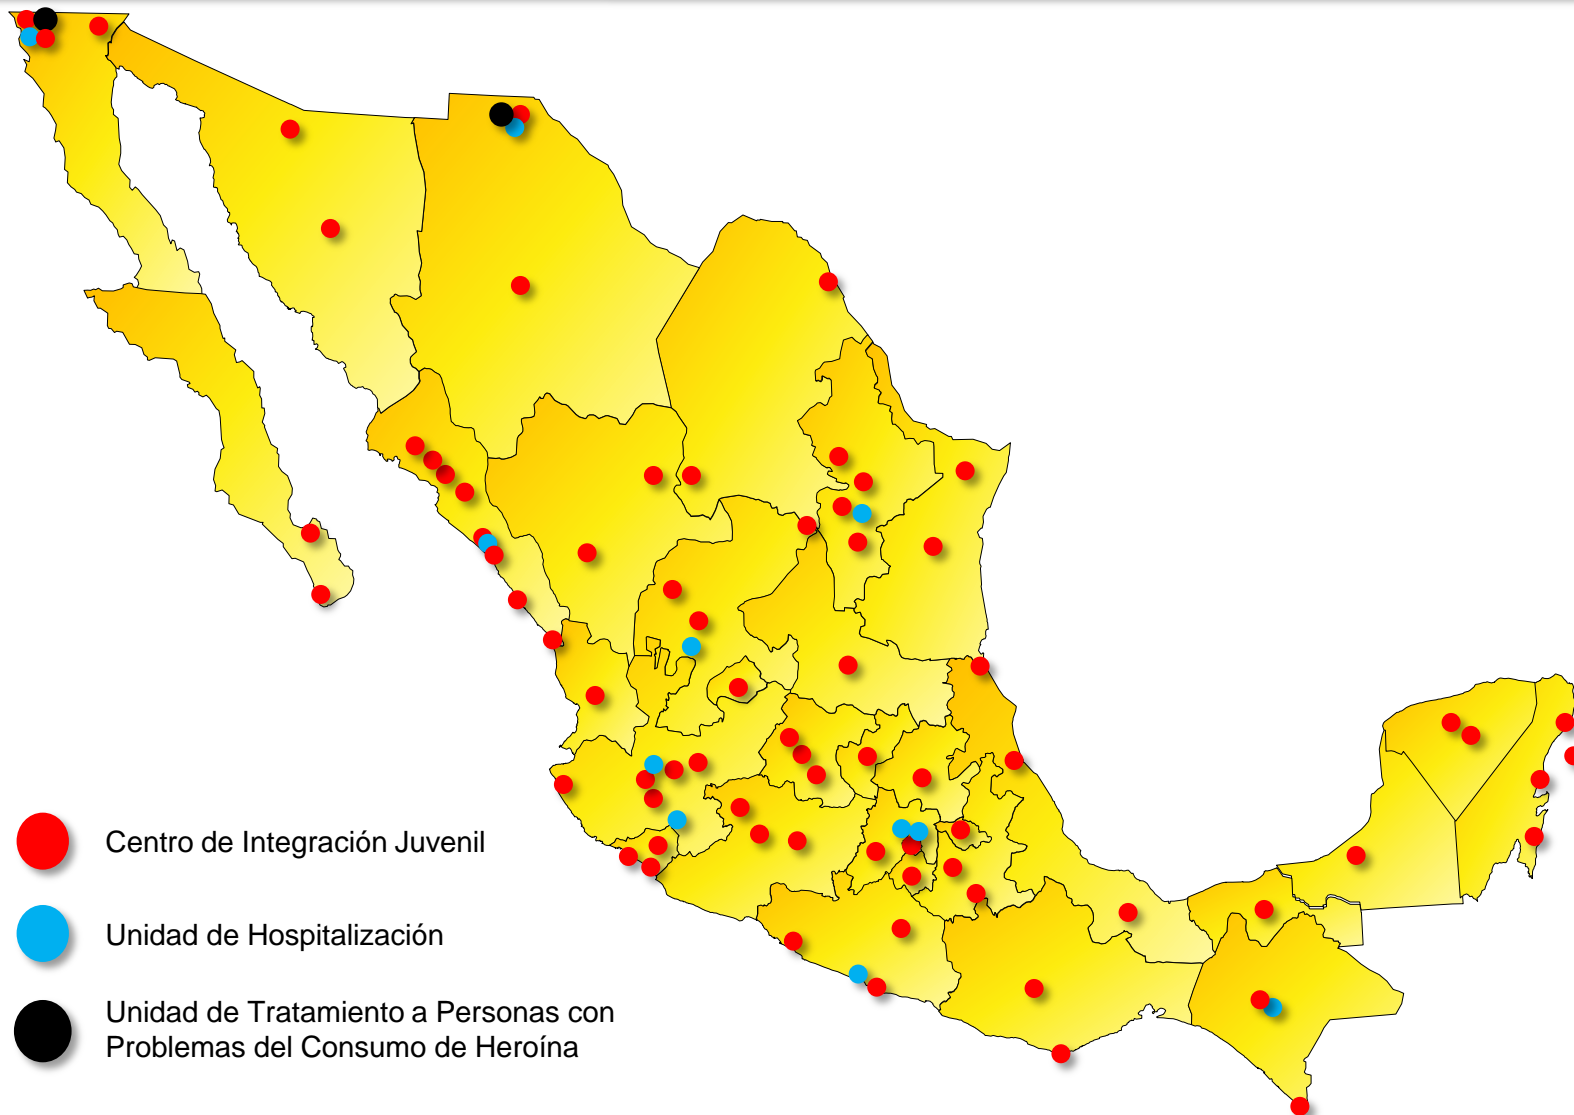 Centro de Integración Juvenil
Unidad de Hospitalización
Unidad de Tratamiento a Personas con
Problemas del Consumo de Heroína